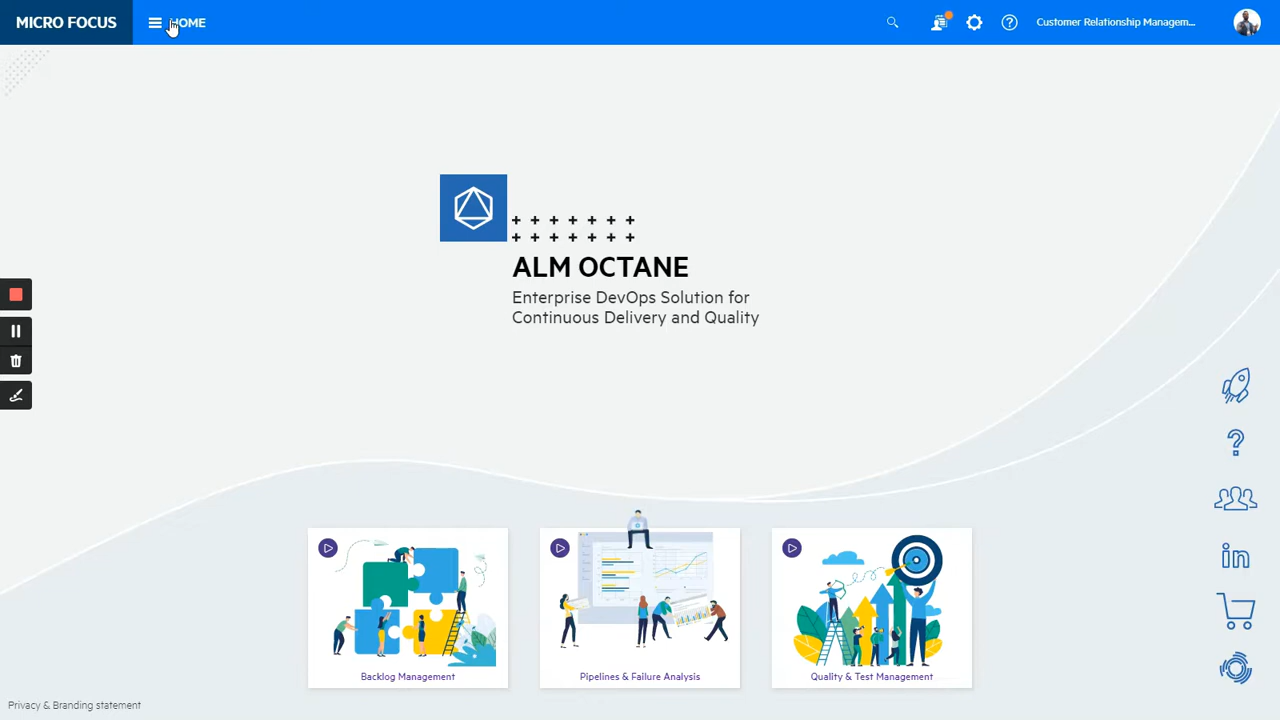 MICRO FOCUS
HOME
Customer Relationship Managem...
ALM OCTANE
Enterprise DevOps Solution for
Continuous Delivery and Quality
Backlog Management
Pipelines & Failure Analysis
Quality & Test Management
Privacy & Branding statement